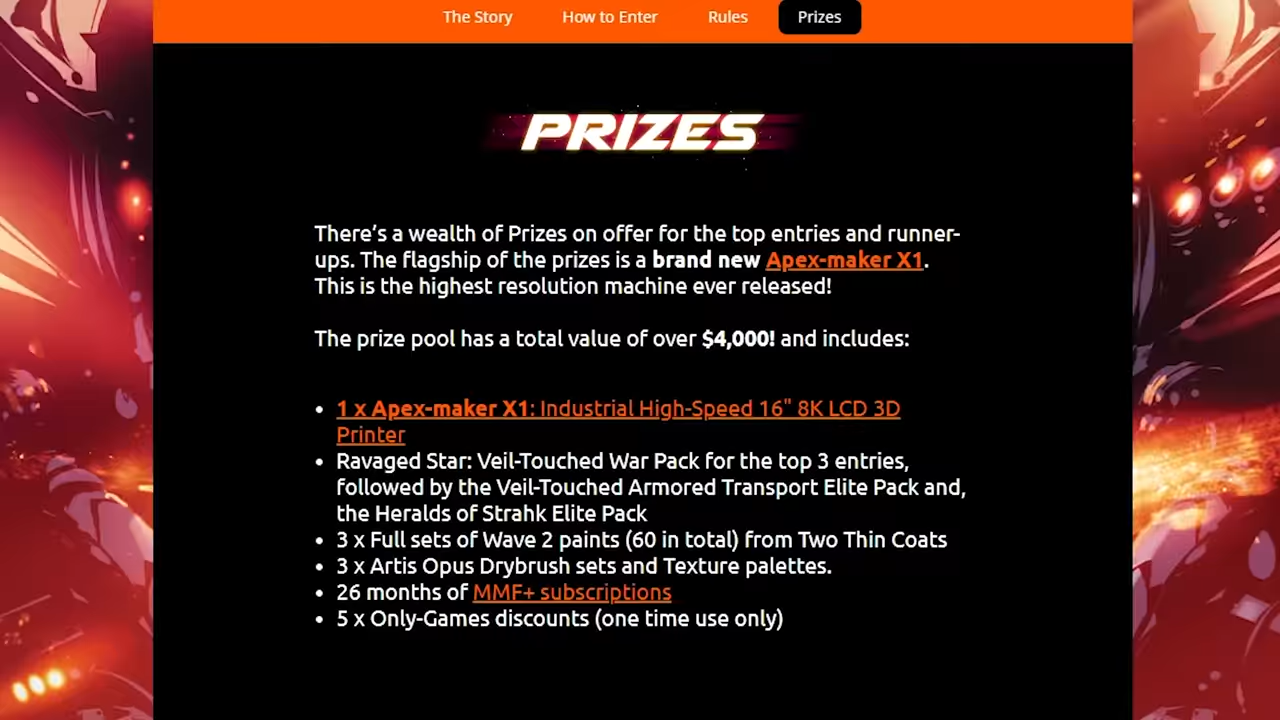 The Story How to Enter Rules Prizes
PRIZES
There's a wealth of Prizes on offer for the top entries and runner-
ups. The flagship of the prizes is a brand new Apex-maker X1.
This is the highest resolution machine ever released!
The prize pool has a total value of over $4,000! and includes:
• 1 x Apex-maker X1: Industrial High-Speed 16" 8K LCD 3D
Printer
• Ravaged Star: Veil-Touched War Pack for the top 3 entries,
followed by the Veil-Touched Armored Transport Elite Pack and,
the Heralds of Strahk Elite Pack
• 3 x Full sets of Wave 2 paints (60 in total) from Two Thin Coats
• 3 x Artis Opus Drybrush sets and Texture palettes.
• 26 months of MMF+ subscriptions
• 5 x Only-Games discounts (one time use only)